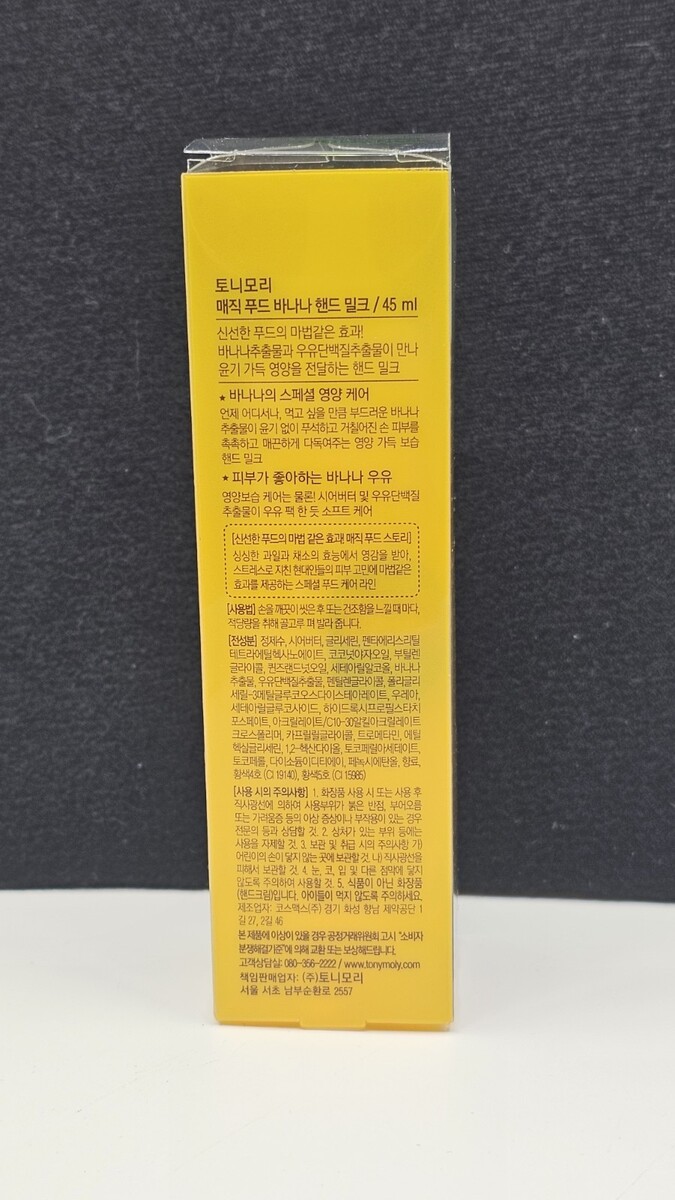 토니모리
매직 푸드 바나나 핸드 밀크 / 45 ml
신선한 푸드의 마법같은 효과!
바나나추출물과 우유단백질추출물이 만나
윤기 가득 영양을 전달하는 핸드 밀크
★ 바나나의 스페셜 영양 케어
언제 어디서나, 먹고 싶을 만큼 부드러운 바나나
추출물이 윤기 없이 푸석하고 거칠어진 손 피부를
촉촉하고 매끈하게 다독여주는 영양 가득 보습
핸드 밀크
★ 피부가 좋아하는 바나나 우유
영양보습 케어는 물론! 시어버터 및 우유단백질
추출물이 우유 팩 한 듯 소프트 케어
[신선한 푸드의 마법 같은 효과! 매직 푸드 스토리]
싱싱한 과일과 채소의 효능에서 영감을 받아,
스트레스로 지친 현대인들의 피부 고민에 마법같은
효과를 제공하는 스페셜 푸드 케어 라인
[사용법] 손을 깨끗이 씻은 후 또는 건조함을 느낄 때 마다,
적당량을 취해 골고루 펴 발라 줍니다.
[전성분] 정제수, 시어버터, 글리세린, 펜타에리스리틸
테트라에틸헥사노에이트, 코코넛야자오일, 부틸렌
글라이콜, 퀸즈랜드넛오일, 세테아릴알코올, 바나나
추출물, 우유단백질추출물, 펜틸렌글라이콜, 폴리글리
세릴-3메틸글루코오스다이스테아레이트, 우레아,
세테아릴글루코사이드, 하이드록시프로필스타치
포스페이트, 아크릴레이트/C10-30알킬아크릴레이트
크로스폴리머, 카프릴릴글라이콜, 트로메타민, 에틸
헥실글리세린, 1,2-헥산다이올, 토코페릴아세테이트,
토코페롤, 다이소듐이디티에이, 페녹시에탄올, 향료,
황색4호 (CI 19140), 황색5호 (CI 15985)
[사용 시의 주의사항] 1. 화장품 사용 시 또는 사용 후
직사광선에 의하여 사용부위가 붉은 반점, 부어오름
또는 가려움증 등의 이상 증상이나 부작용이 있는 경우
전문의 등과 상담할 것. 2. 상처가 있는 부위 등에는
사용을 자제할 것. 3. 보관 및 취급 시의 주의사항 가)
어린이의 손이 닿지 않는 곳에 보관할 것. 나) 직사광선을
피해서 보관할 것. 4. 눈, 코, 입 및 다른 점막에 닿지
않도록 주의하여 사용할 것. 5. 식품이 아닌 화장품
(핸드크림)입니다. 아이들이 먹지 않도록 주의하세요.
제조업자: 코스맥스(주) 경기 화성 향남 제약공단 1
길 27, 2길 46
본 제품에 이상이 있을 경우 공정거래위원회 고시 "소비자
분쟁해결기준"에 의해 교환 또는 보상해드립니다.
고객상담실: 080-356-2222 / www.tonymoly.com
책임판매업자: (주)토니모리
서울 서초 남부순환로 2557